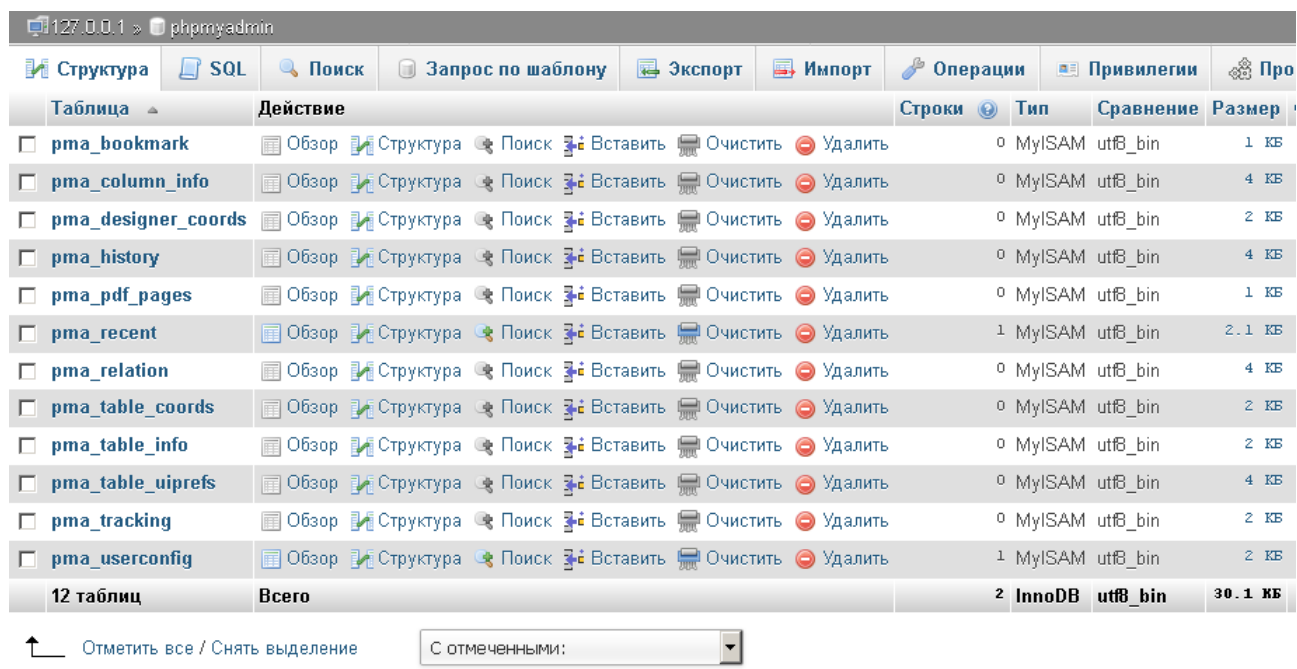 127.0.0.1 » phpmyadmin
Структура SQL Поиск Запрос по шаблону Экспорт Импорт Операции Привилегии Про
Таблица Действие Строки Тип Сравнение Размер
pma_bookmark Обзор Структура Поиск Вставить Очистить Удалить 0 MyISAM utf8_bin 1 КБ
pma_column_info Обзор Структура Поиск Вставить Очистить Удалить 0 MyISAM utf8_bin 4 КБ
pma_designer_coords Обзор Структура Поиск Вставить Очистить Удалить 0 MyISAM utf8_bin 2 КБ
pma_history Обзор Структура Поиск Вставить Очистить Удалить 0 MyISAM utf8_bin 4 КБ
pma_pdf_pages Обзор Структура Поиск Вставить Очистить Удалить 0 MyISAM utf8_bin 1 КБ
pma_recent Обзор Структура Поиск Вставить Очистить Удалить 1 MyISAM utf8_bin 2.1 КБ
pma_relation Обзор Структура Поиск Вставить Очистить Удалить 0 MyISAM utf8_bin 4 КБ
pma_table_coords Обзор Структура Поиск Вставить Очистить Удалить 0 MyISAM utf8_bin 2 КБ
pma_table_info Обзор Структура Поиск Вставить Очистить Удалить 0 MyISAM utf8_bin 2 КБ
pma_table_uiprefs Обзор Структура Поиск Вставить Очистить Удалить 0 MyISAM utf8_bin 4 КБ
pma_tracking Обзор Структура Поиск Вставить Очистить Удалить 0 MyISAM utf8_bin 2 КБ
pma_userconfig Обзор Структура Поиск Вставить Очистить Удалить 1 MyISAM utf8_bin 2 КБ
12 таблиц Всего 2 InnoDB utf8_bin 30.1 КБ
Отметить все / Снять выделение С отмеченными: